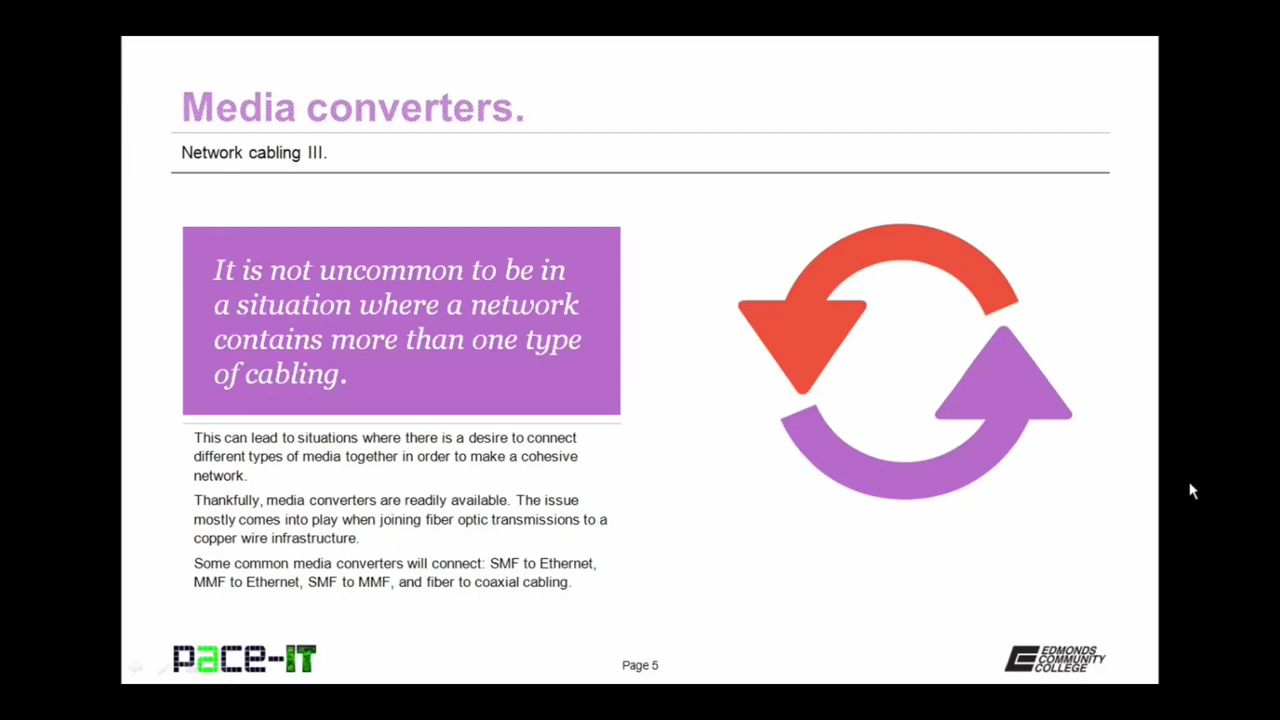 Media converters.
Network cabling III.
It is not uncommon to be in
a situation where a network
contains more than one type
of cabling.
This can lead to situations where there is a desire to connect
different types of media together in order to make a cohesive
network.
Thankfully, media converters are readily available. The issue
mostly comes into play when joining fiber optic transmissions to a
copper wire infrastructure.
Some common media converters will connect: SMF to Ethernet,
MMF to Ethernet, SMF to MMF, and fiber to coaxial cabling.
pace-IT
Page 5
EDMONDS
COMMUNITY
COLLEGE